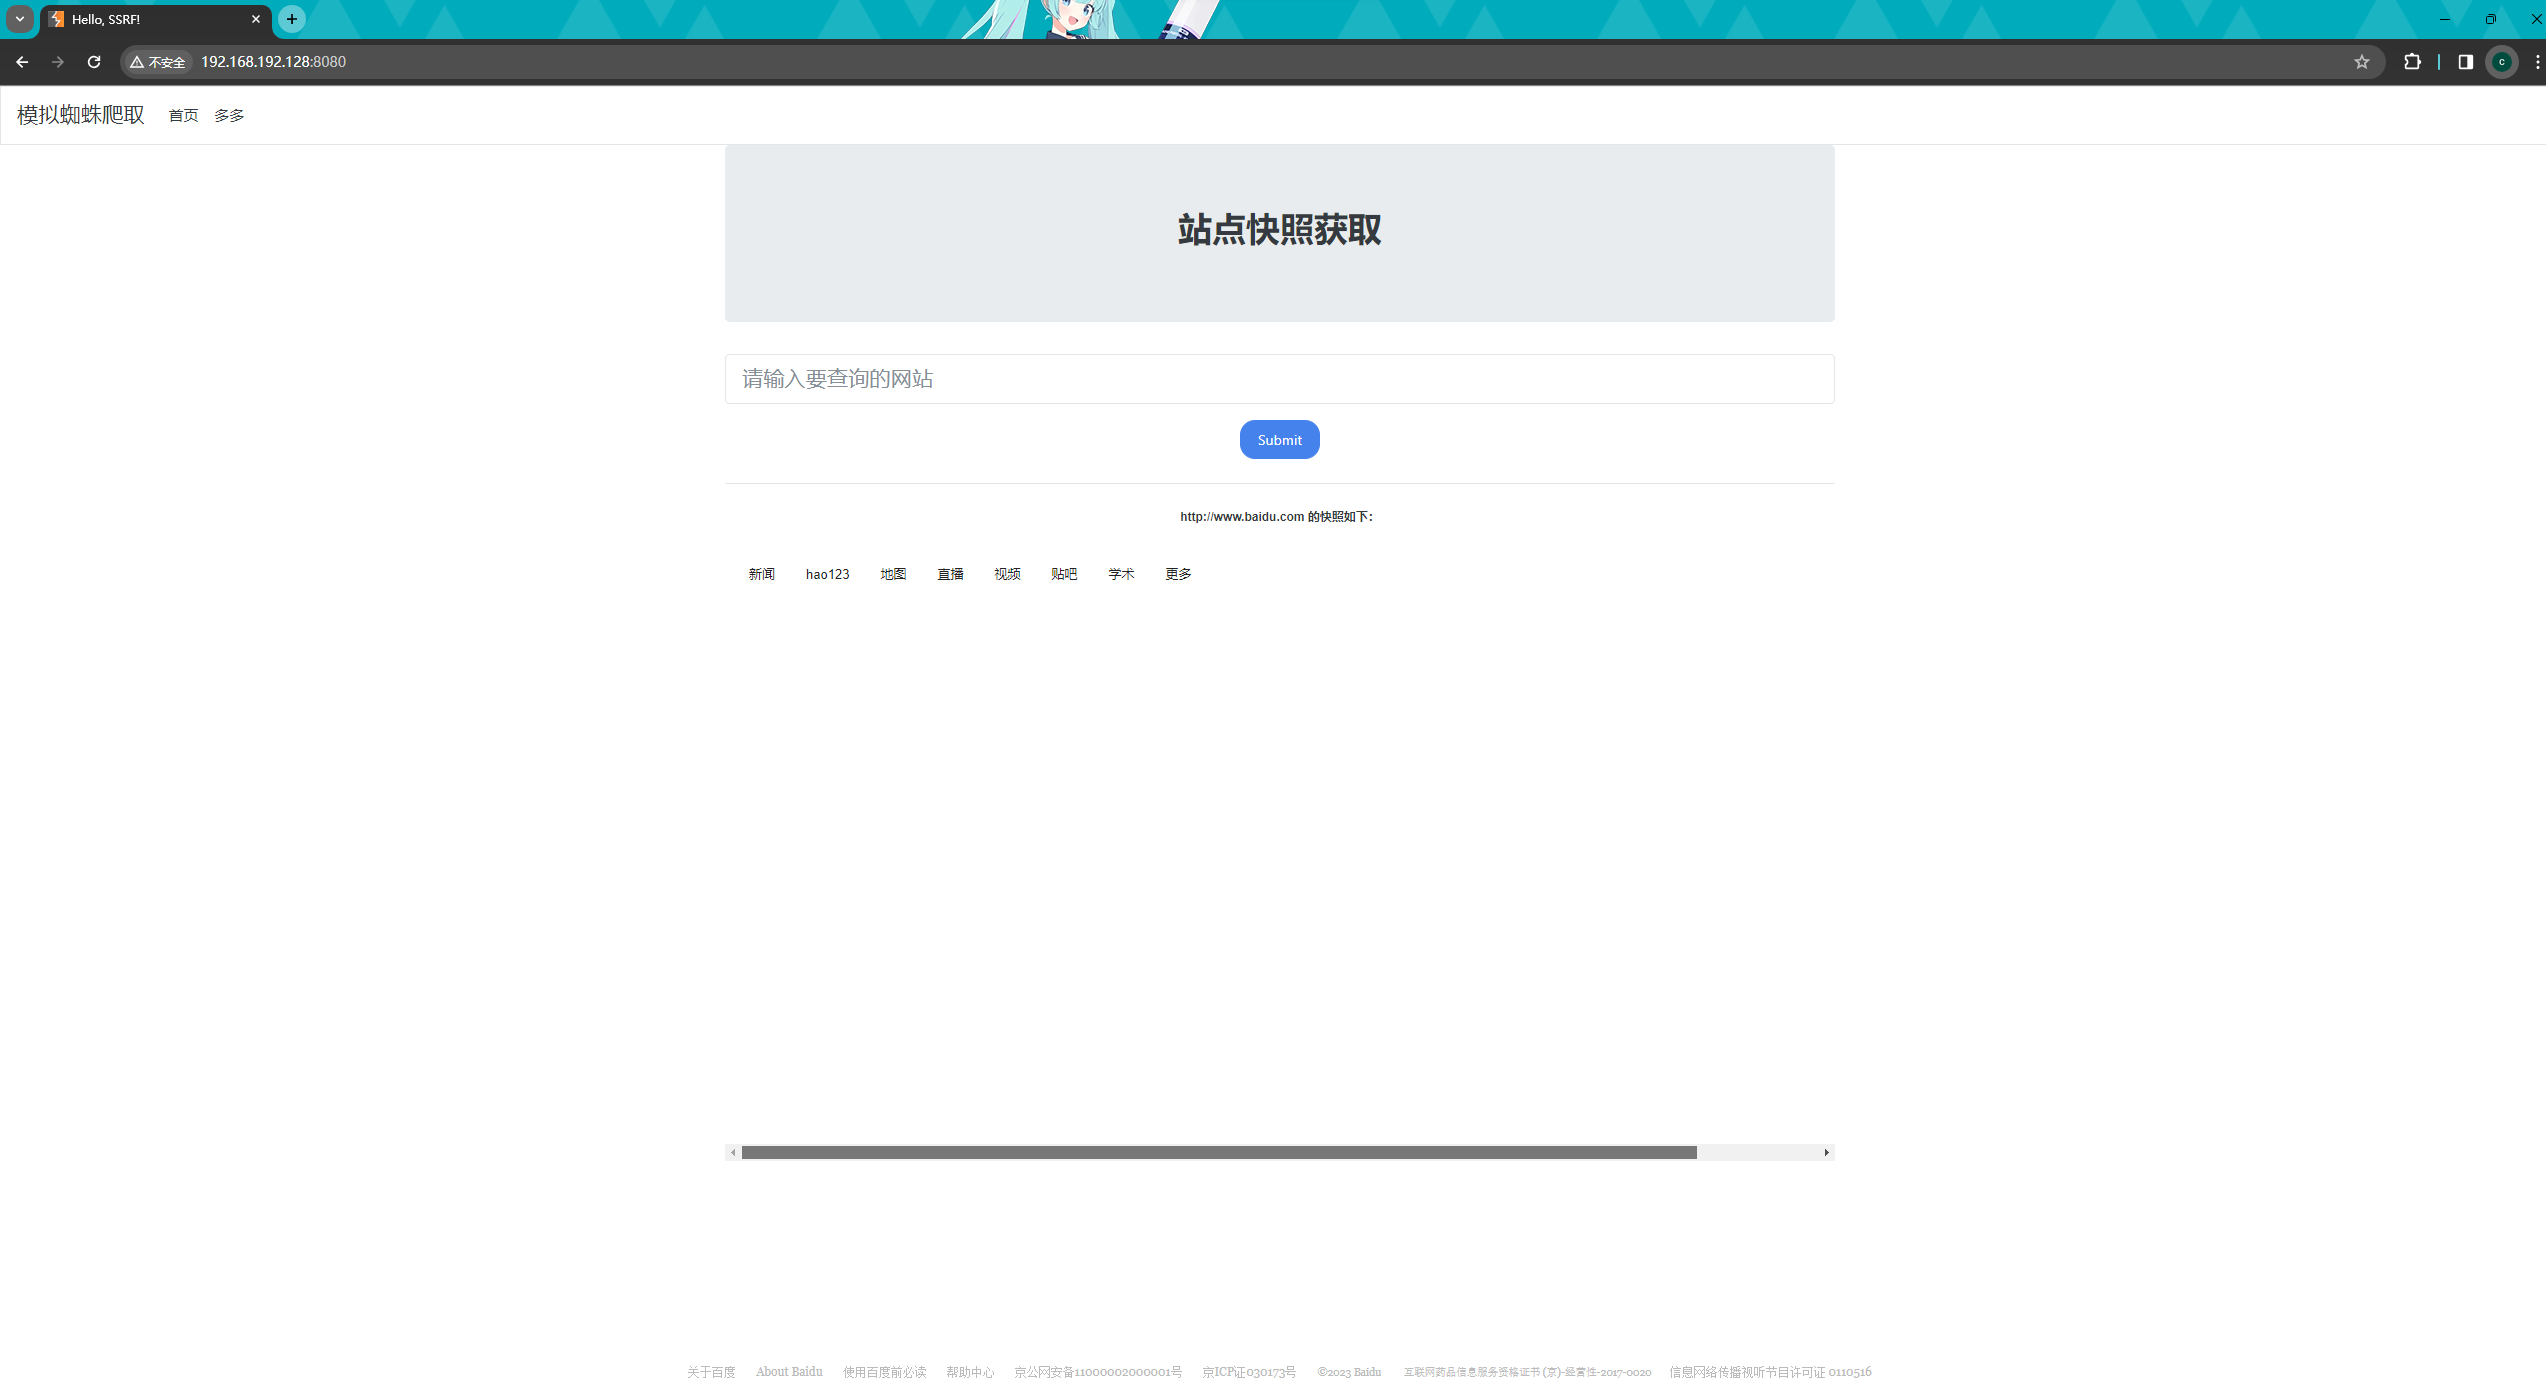 Hello, SSRF!
不安全 192.168.192.128:8080
模拟蜘蛛爬取 首页 多多
站点快照获取
请输入要查询的网站
Submit
http://www.baidu.com 的快照如下:
新闻 hao123 地图 直播 视频 贴吧 学术 更多
关于百度 About Baidu 使用百度前必读 帮助中心 京公网安备11000002000001号 京ICP证030173号 ©2023 Baidu 互联网药品信息服务资格证书 (京)-经营性-2017-0020 信息网络传播视听节目许可证 0110516